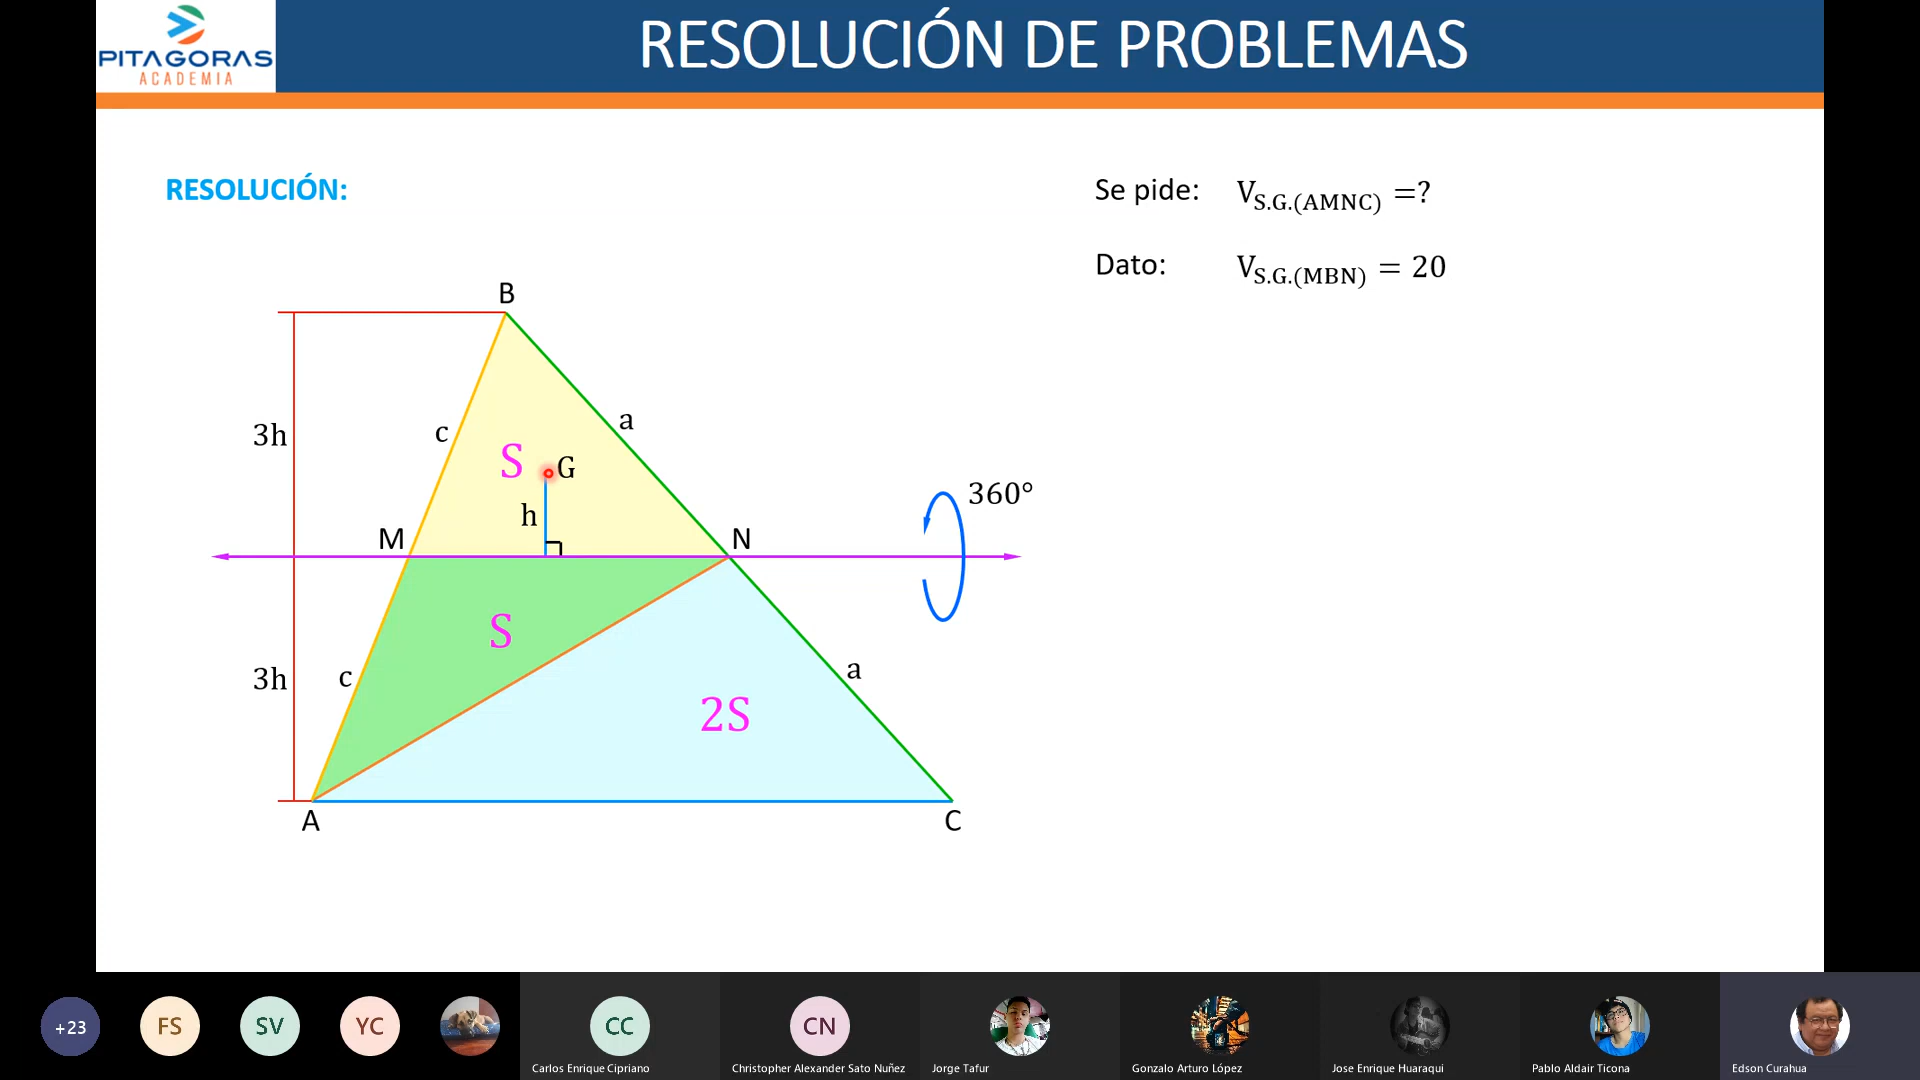 PITAGORAS
ACADEMIA
RESOLUCIÓN DE PROBLEMAS
RESOLUCIÓN:
Se pide: V_S.G.(AMNC) =?
Dato: V_S.G.(MBN) = 20
B
3h
c
a
S
G
h
M
N
360°
S
3h
c
a
2S
A
C
+23
FS
SV
YC
CC
CN
Carlos Enrique Cipriano
Christopher Alexander Sato Nuñez
Jorge Tafur
Gonzalo Arturo López
Jose Enrique Huaraqui
Pablo Aldair Ticona
Edson Curahua